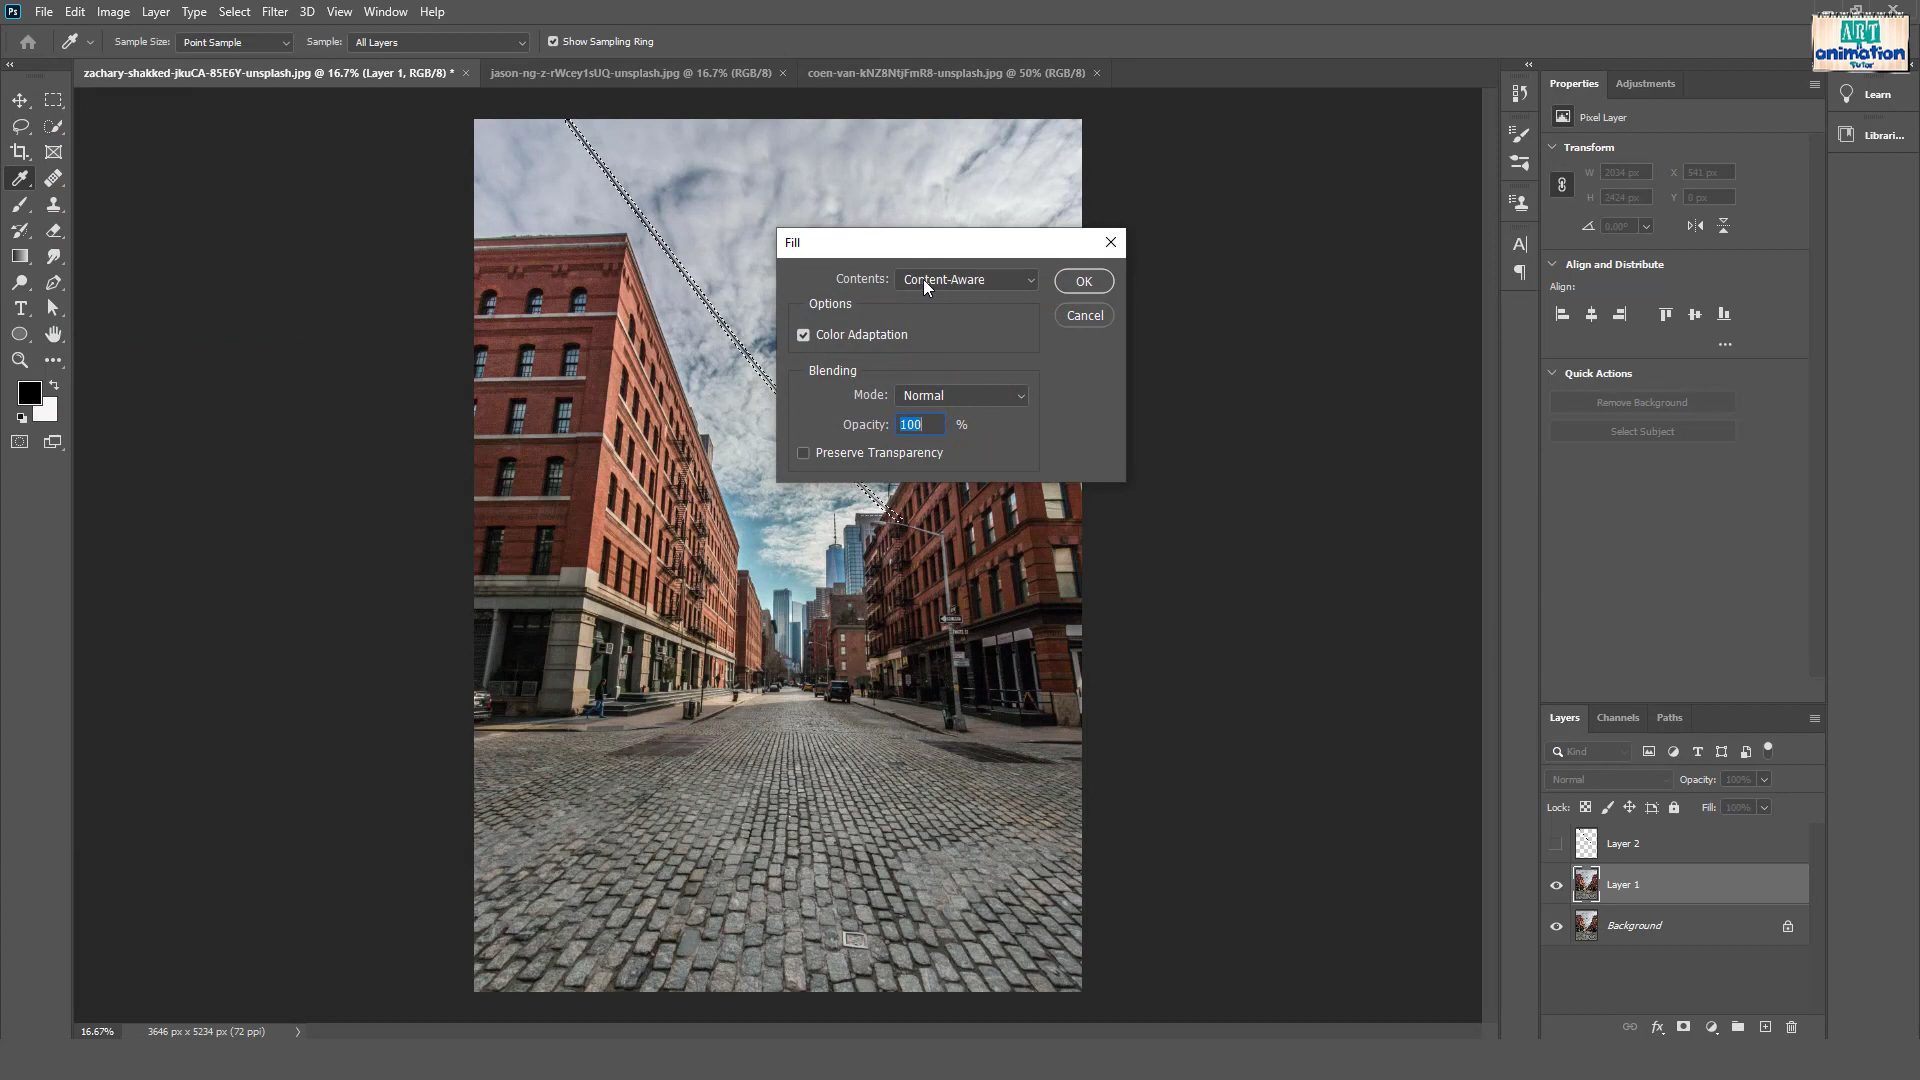 Ps File Edit Image Layer Type Select Filter 3D View Window Help
Sample Size: Point Sample Sample: All Layers Show Sampling Ring
ART
n
animation
Tutor
zachary-shakked-jkuCA-85E6Y-unsplash.jpg @ 16.7% (Layer 1, RGB/8) *
jason-ng-z-rWcey1sUQ-unsplash.jpg @ 16.7% (RGB/8)
coen-van-kNZ8NtjFmR8-unsplash.jpg @ 50% (RGB/8)
Properties Adjustments
Learn
Pixel Layer
Librari...
Transform
W 2034 px X 541 px
H 2424 px Y 0 px
0.00°
Align and Distribute
Align:
Quick Actions
Remove Background
Select Subject
Fill
Contents: Content-Aware
OK
Options
Cancel
Color Adaptation
Blending
Mode: Normal
Opacity: 100 %
Preserve Transparency
Layers Channels Paths
Kind
Normal Opacity: 100%
Lock: Fill: 100%
Layer 2
Layer 1
Background
fx
16.67% 3646 px x 5234 px (72 ppi)